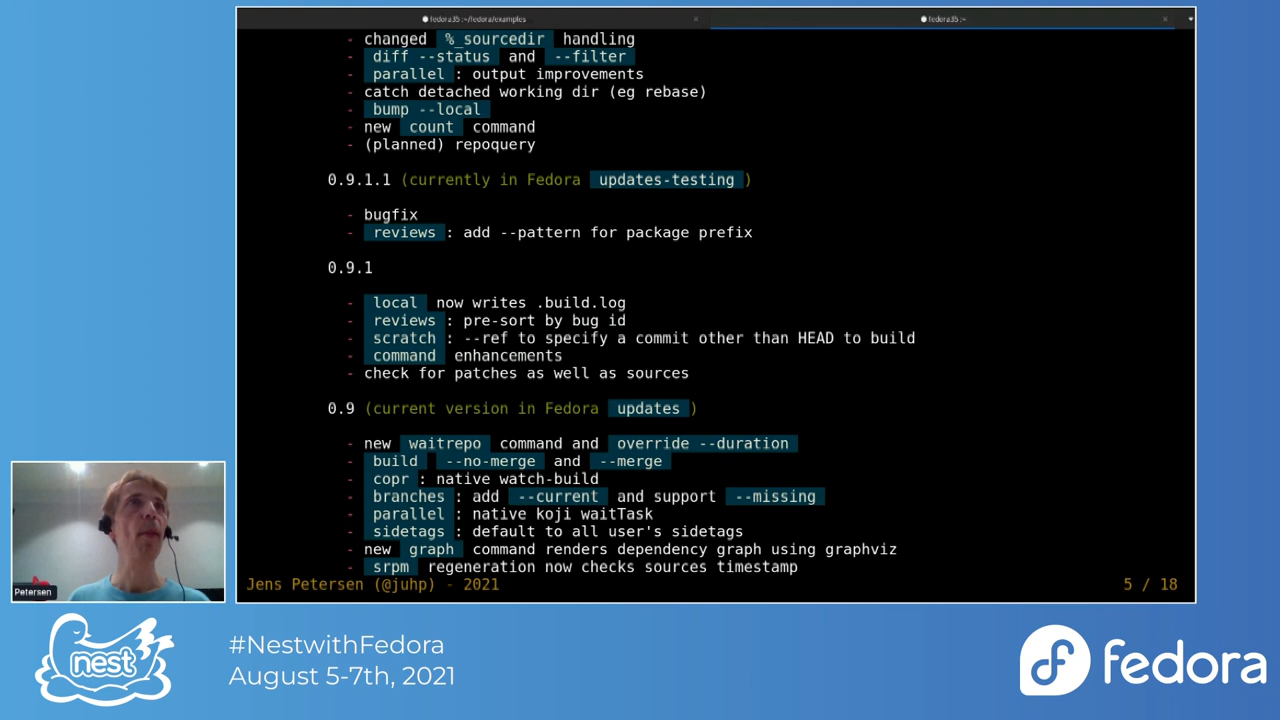 fedora35:~/fedora/examples
fedora35:~
- changed %_sourcedir handling
- diff --status and --filter
- parallel : output improvements
- catch detached working dir (eg rebase)
- bump --local
- new count command
- (planned) repoquery
0.9.1.1 (currently in Fedora updates-testing )
- bugfix
- reviews : add --pattern for package prefix
0.9.1
- local now writes .build.log
- reviews : pre-sort by bug id
- scratch : --ref to specify a commit other than HEAD to build
- command enhancements
- check for patches as well as sources
0.9 (current version in Fedora updates )
- new waitrepo command and override --duration
- build --no-merge and --merge
- copr : native watch-build
- branches : add --current and support --missing
- parallel : native koji waitTask
- sidetags : default to all user's sidetags
- new graph command renders dependency graph using graphviz
- srpm regeneration now checks sources timestamp
Jens Petersen (@juhp) - 2021
5 / 18
Petersen
nest
#NestwithFedora
August 5-7th, 2021
fedora